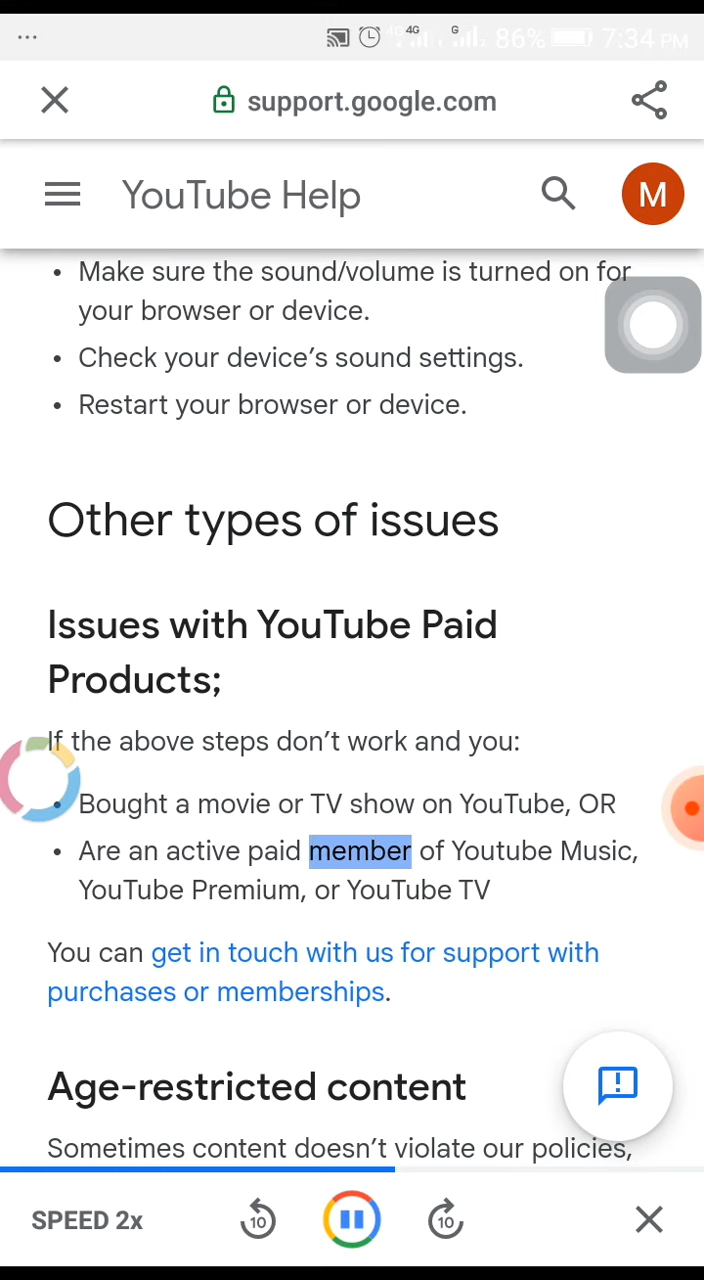 4G 4G G 86% 7:34 PM
support.google.com
YouTube Help
M
• Make sure the sound/volume is turned on for
your browser or device.
• Check your device’s sound settings.
• Restart your browser or device.
Other types of issues
Issues with YouTube Paid
Products;
If the above steps don’t work and you:
• Bought a movie or TV show on YouTube, OR
• Are an active paid member of Youtube Music,
YouTube Premium, or YouTube TV
You can get in touch with us for support with
purchases or memberships.
Age-restricted content
Sometimes content doesn’t violate our policies,
SPEED 2x 10 10